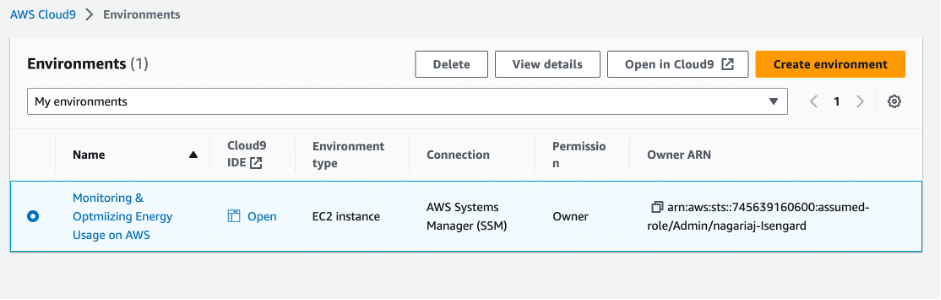 AWS Cloud9 > Environments
Environments (1)
Delete
View details
Open in Cloud9
Create environment
My environments
1
Name
Cloud9
IDE
Environment
type
Connection
Permissio
n
Owner ARN
Monitoring &
Optmiizing Energy
Usage on AWS
Open
EC2 instance
AWS Systems
Manager (SSM)
Owner
arn:aws:sts::745639160600:assumed-
role/Admin/nagariaj-Isengard